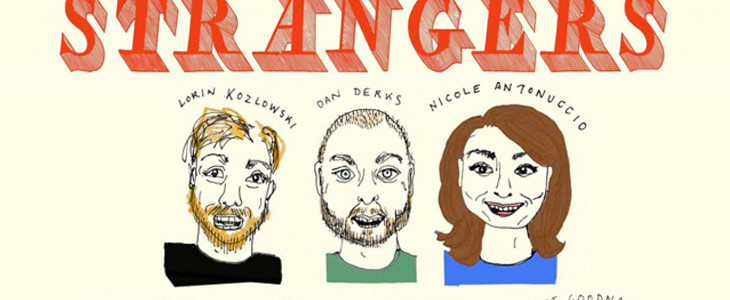 STRANGERS
LORIN KOZLOWSKI
DAN DERKS
NICOLE ANTONUCCIO